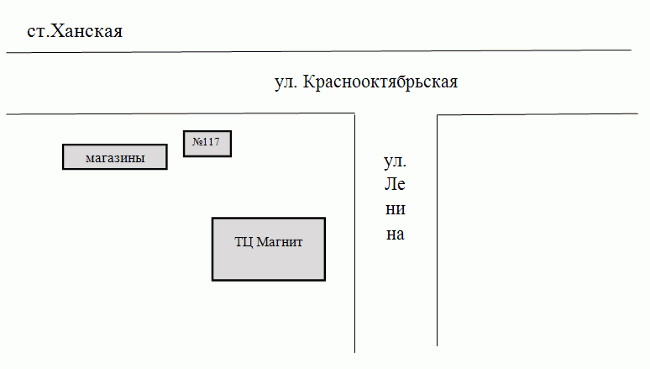 ст.Ханская
ул. Краснооктябрьская
№117
магазины
ул.
Ле
ни
на
ТЦ Магнит